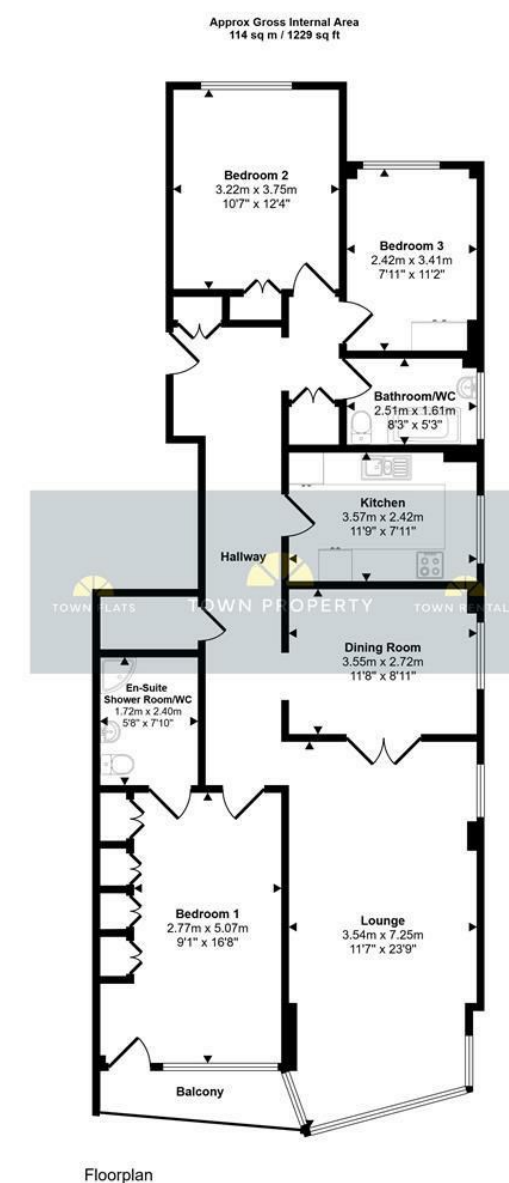 Approx Gross Internal Area
114 sq m / 1229 sq ft
Bedroom 2
3.22m x 3.75m
10'7" x 12'4"
Bedroom 3
2.42m x 3.41m
7'11" x 11'2"
Bathroom/WC
2.51m x 1.61m
8'3" x 5'3"
Kitchen
3.57m x 2.42m
11'9" x 7'11"
Hallway
TOWN FLATS
TOWN PROPERTY
TOWN RENTAL
Dining Room
3.55m x 2.72m
11'8" x 8'11"
En-Suite
Shower Room/WC
1.72m x 2.40m
5'8" x 7'10"
Bedroom 1
2.77m x 5.07m
9'1" x 16'8"
Lounge
3.54m x 7.25m
11'7" x 23'9"
Balcony
Floorplan